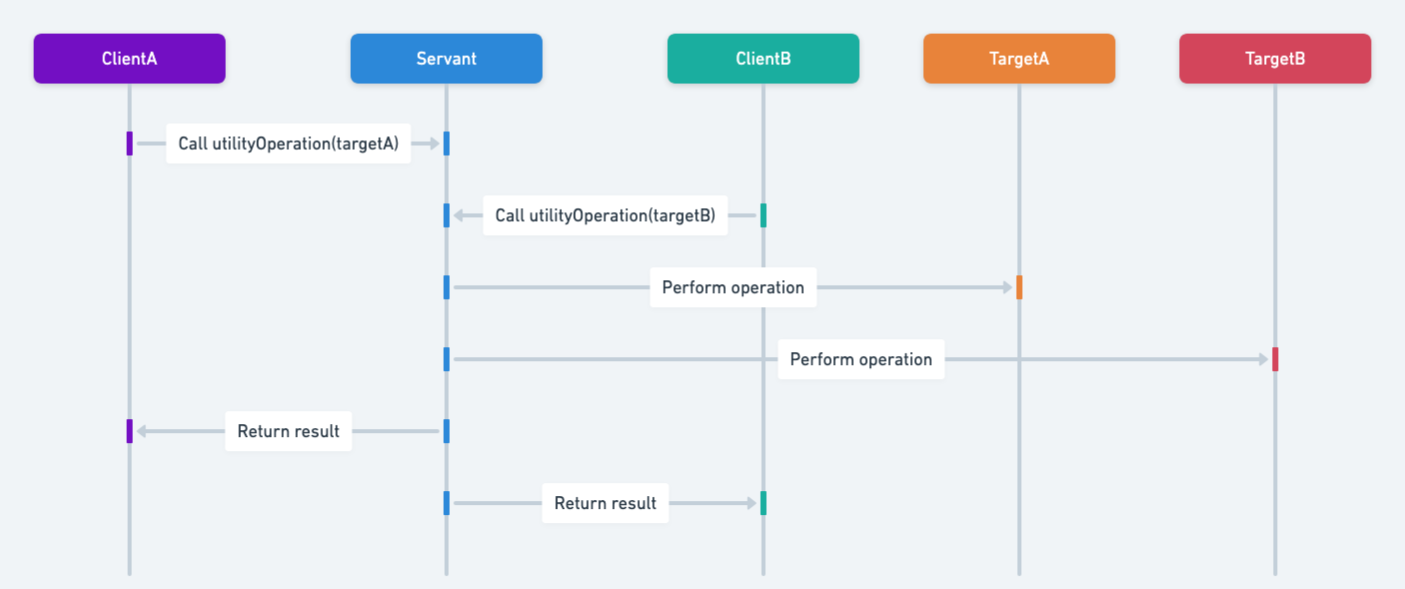 ClientA
Servant
ClientB
TargetA
TargetB
Call utilityOperation(targetA)
Call utilityOperation(targetB)
Perform operation
Perform operation
Return result
Return result